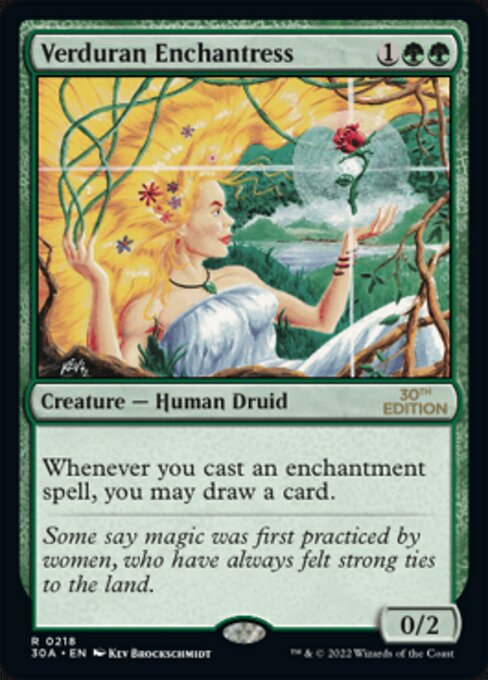 Verduran Enchantress 1
Creature — Human Druid
30TH
EDITION
Whenever you cast an enchantment
spell, you may draw a card.
Some say magic was first practiced by
women, who have always felt strong ties
to the land.
0/2
R 0218
30A • EN Kev Brockschmidt
™ & © 2022 Wizards of the Coast